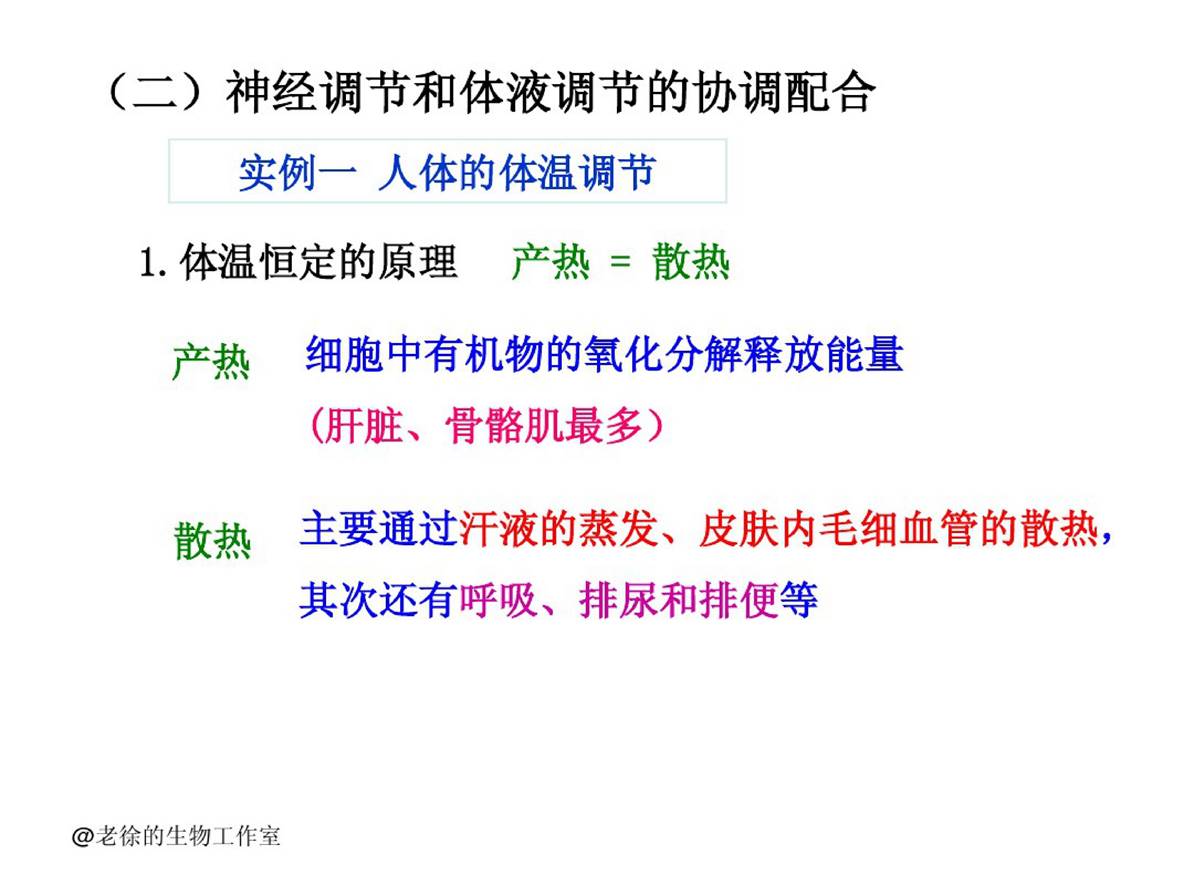 （二）神经调节和体液调节的协调配合
实例一 人体的体温调节
1.体温恒定的原理 产热 = 散热
产热 细胞中有机物的氧化分解释放能量
(肝脏、骨骼肌最多）
散热 主要通过汗液的蒸发、皮肤内毛细血管的散热，
其次还有呼吸、排尿和排便等
@老徐的生物工作室